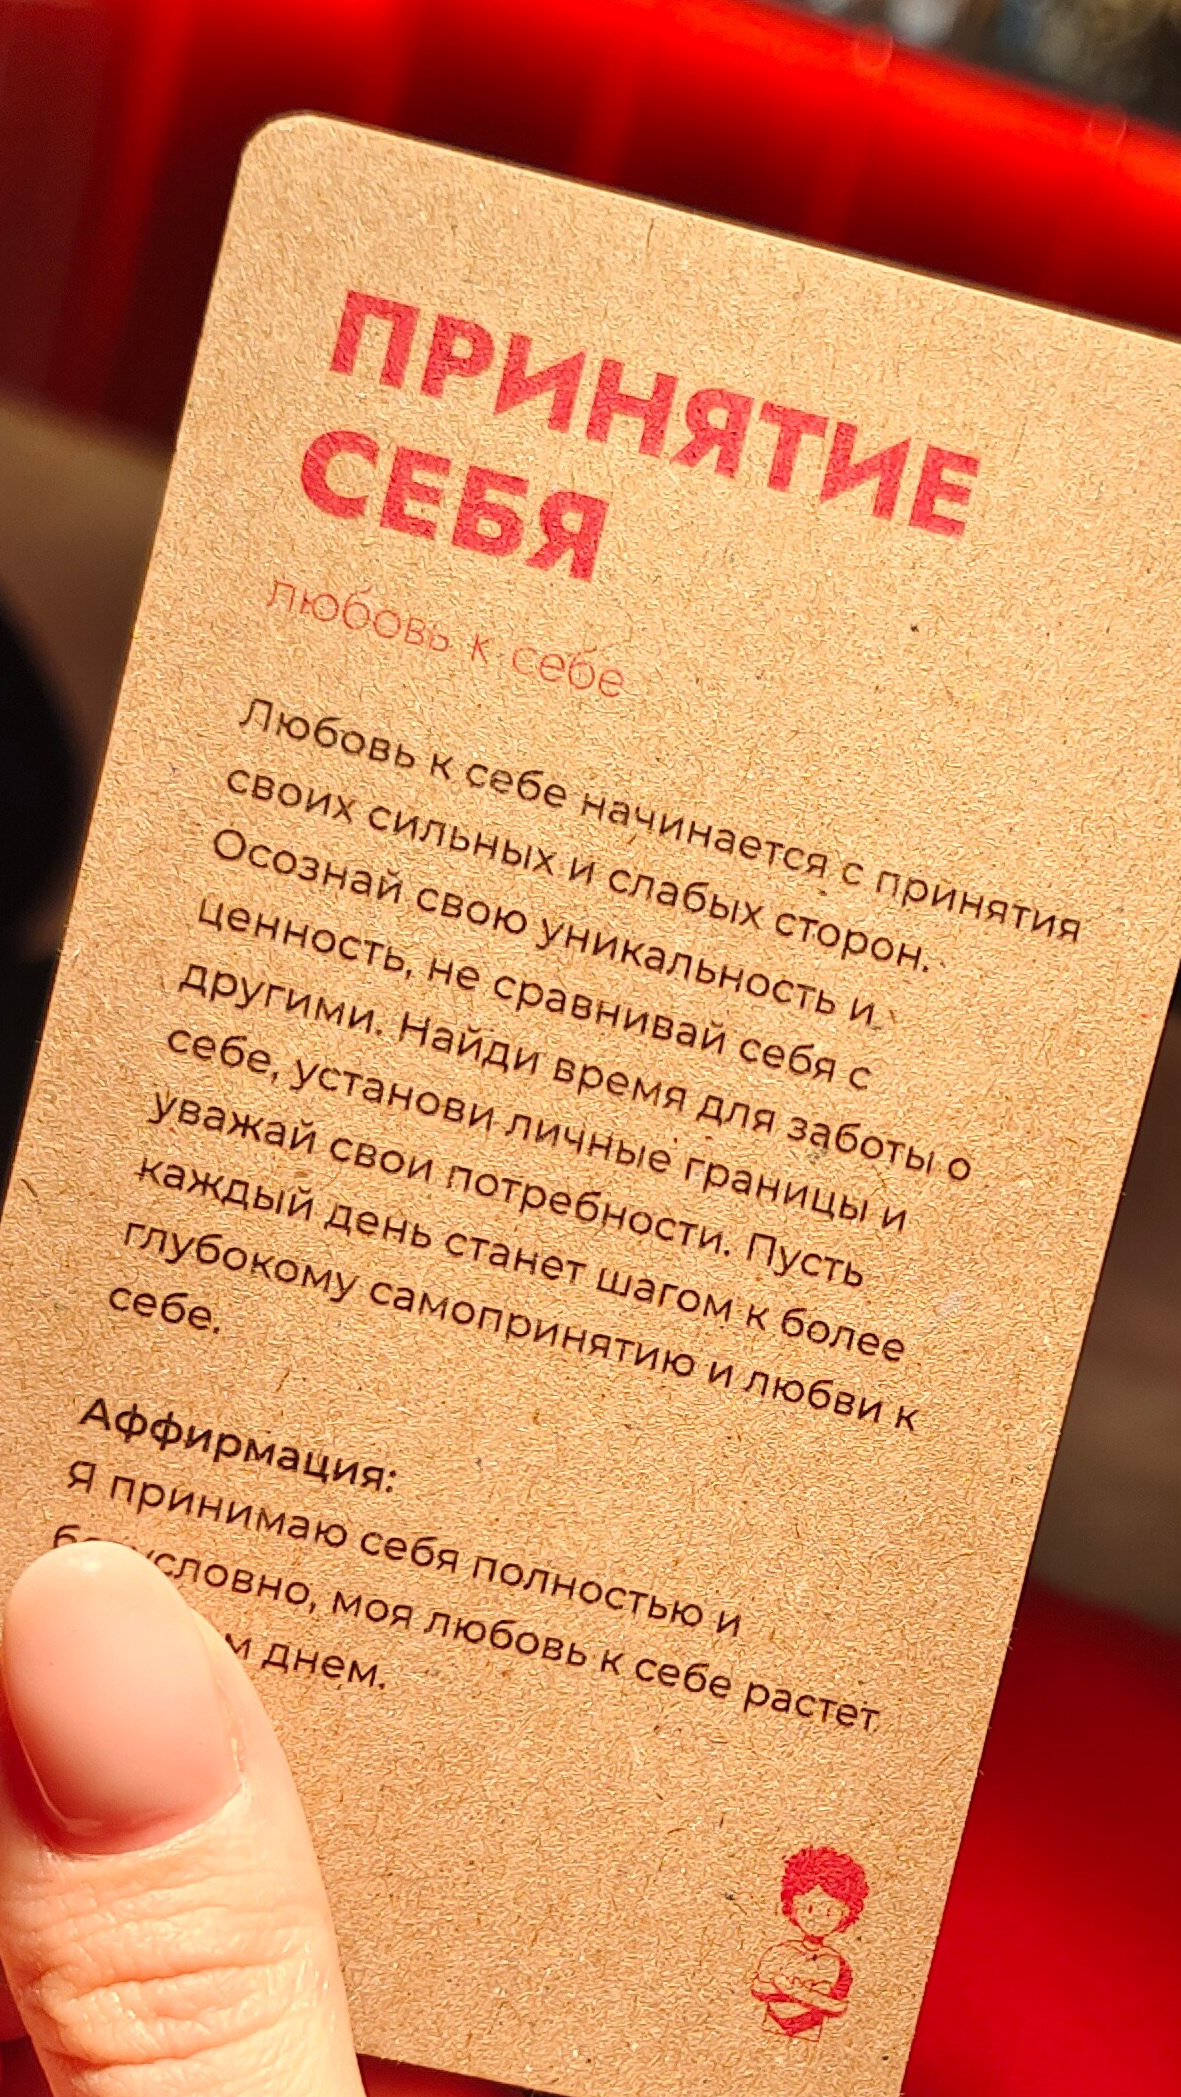 ПРИНЯТИЕ
СЕБЯ
любовь к себе
Любовь к себе начинается с принятия
своих сильных и слабых сторон.
Осознай свою уникальность и
ценность, не сравнивай себя с
другими. Найди время для заботы о
себе, установи личные границы и
уважай свои потребности. Пусть
каждый день станет шагом к более
глубокому самопринятию и любви к
себе.
Аффирмация:
Я принимаю себя полностью и
моя любовь к себе растет
днем.